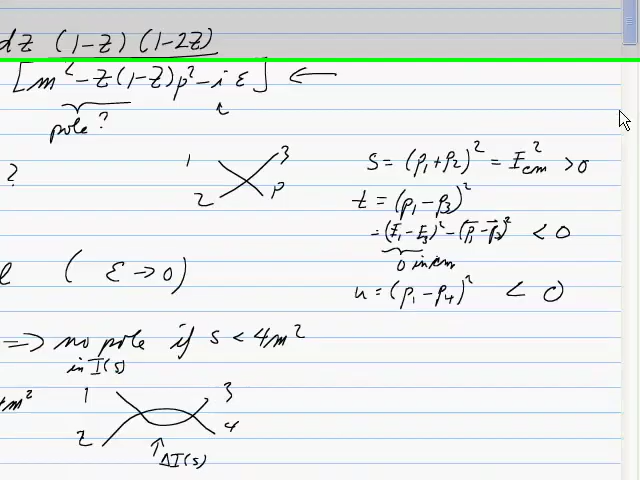 dz (1-z) (1-2z)
[m² - z(1-z)p² - iε] ←
pole ?
?
1 3
2 p
S = (p₁+p₂)² = E²cm > 0
t = (p₁-p₃)²
= (E₁-E₃)² - (p⃗₁-p⃗₃)² < 0
0 in cm
u = (p₁-p₄)² < 0
( ε → 0 )
⇒ no pole if s < 4m²
in I(s)
m²
1 3
2 4
↑
ΔI(s)